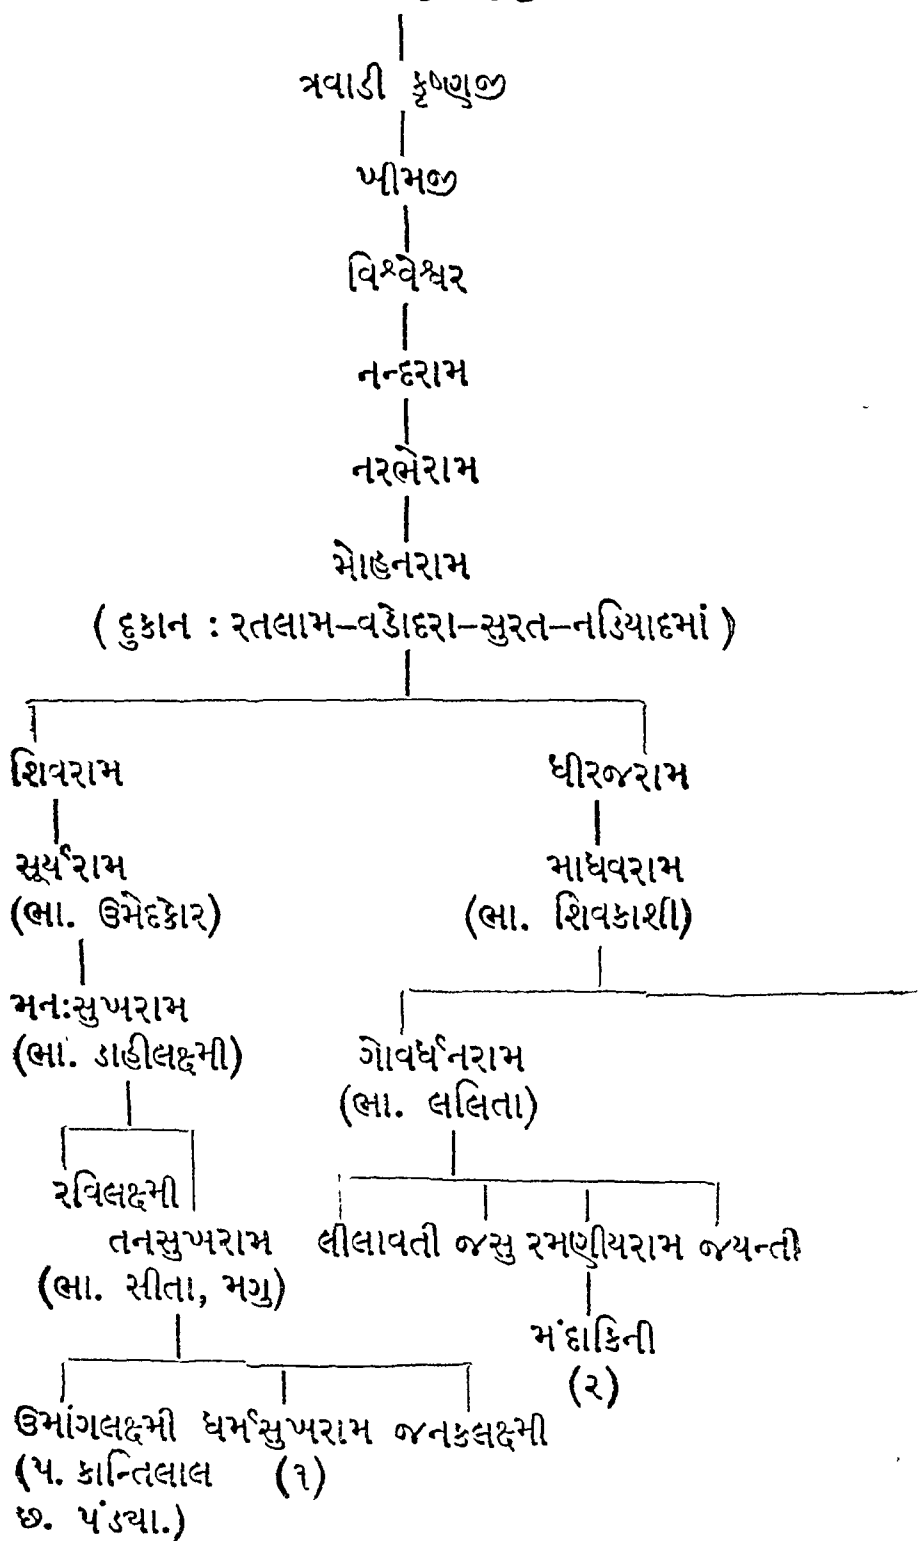 ત્રવાડી કૃષ્ણજી
ખીમજી
વિશ્વેશ્વર
નન્દરામ
નરભેરામ
મોહનરામ
( દુકાન : રતલામ–વડોદરા–સુરત–નડિયાદમાં )
શિવરામ ધીરજરામ
સૂર્યરામ માધવરામ
(ભા. ઉમેદકોર) (ભા. શિવકાશી)
મનઃસુખરામ
(ભા. ડાહીલક્ષ્મી) ગોવર્ધનરામ
(ભા. લલિતા)
રવિલક્ષ્મી
તનસુખરામ લીલાવતી જસુ રમણીયરામ જયન્તી
(ભા. સીતા, મગુ)
મંદાકિની
(૨)
ઉમાંગલક્ષ્મી ધર્મસુખરામ જનકલક્ષ્મી
(પ. કાન્તિલાલ (૧)
છ. પંડ્યા.)